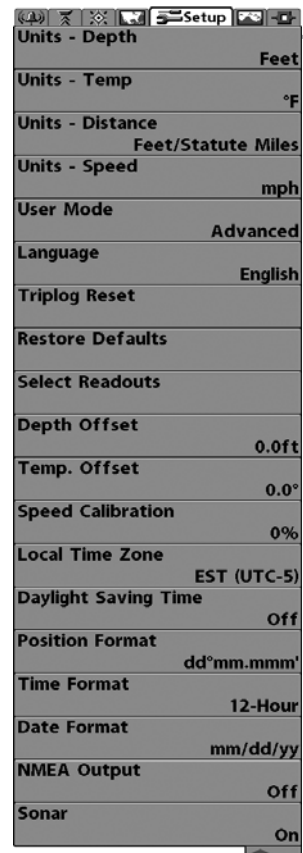 Setup
Units - Depth
Feet
Units - Temp
°F
Units - Distance
Feet/Statute Miles
Units - Speed
mph
User Mode
Advanced
Language
English
Triplog Reset
Restore Defaults
Select Readouts
Depth Offset
0.0ft
Temp. Offset
0.0°
Speed Calibration
0%
Local Time Zone
EST (UTC-5)
Daylight Saving Time
Off
Position Format
dd°mm.mmm'
Time Format
12-Hour
Date Format
mm/dd/yy
NMEA Output
Off
Sonar
On